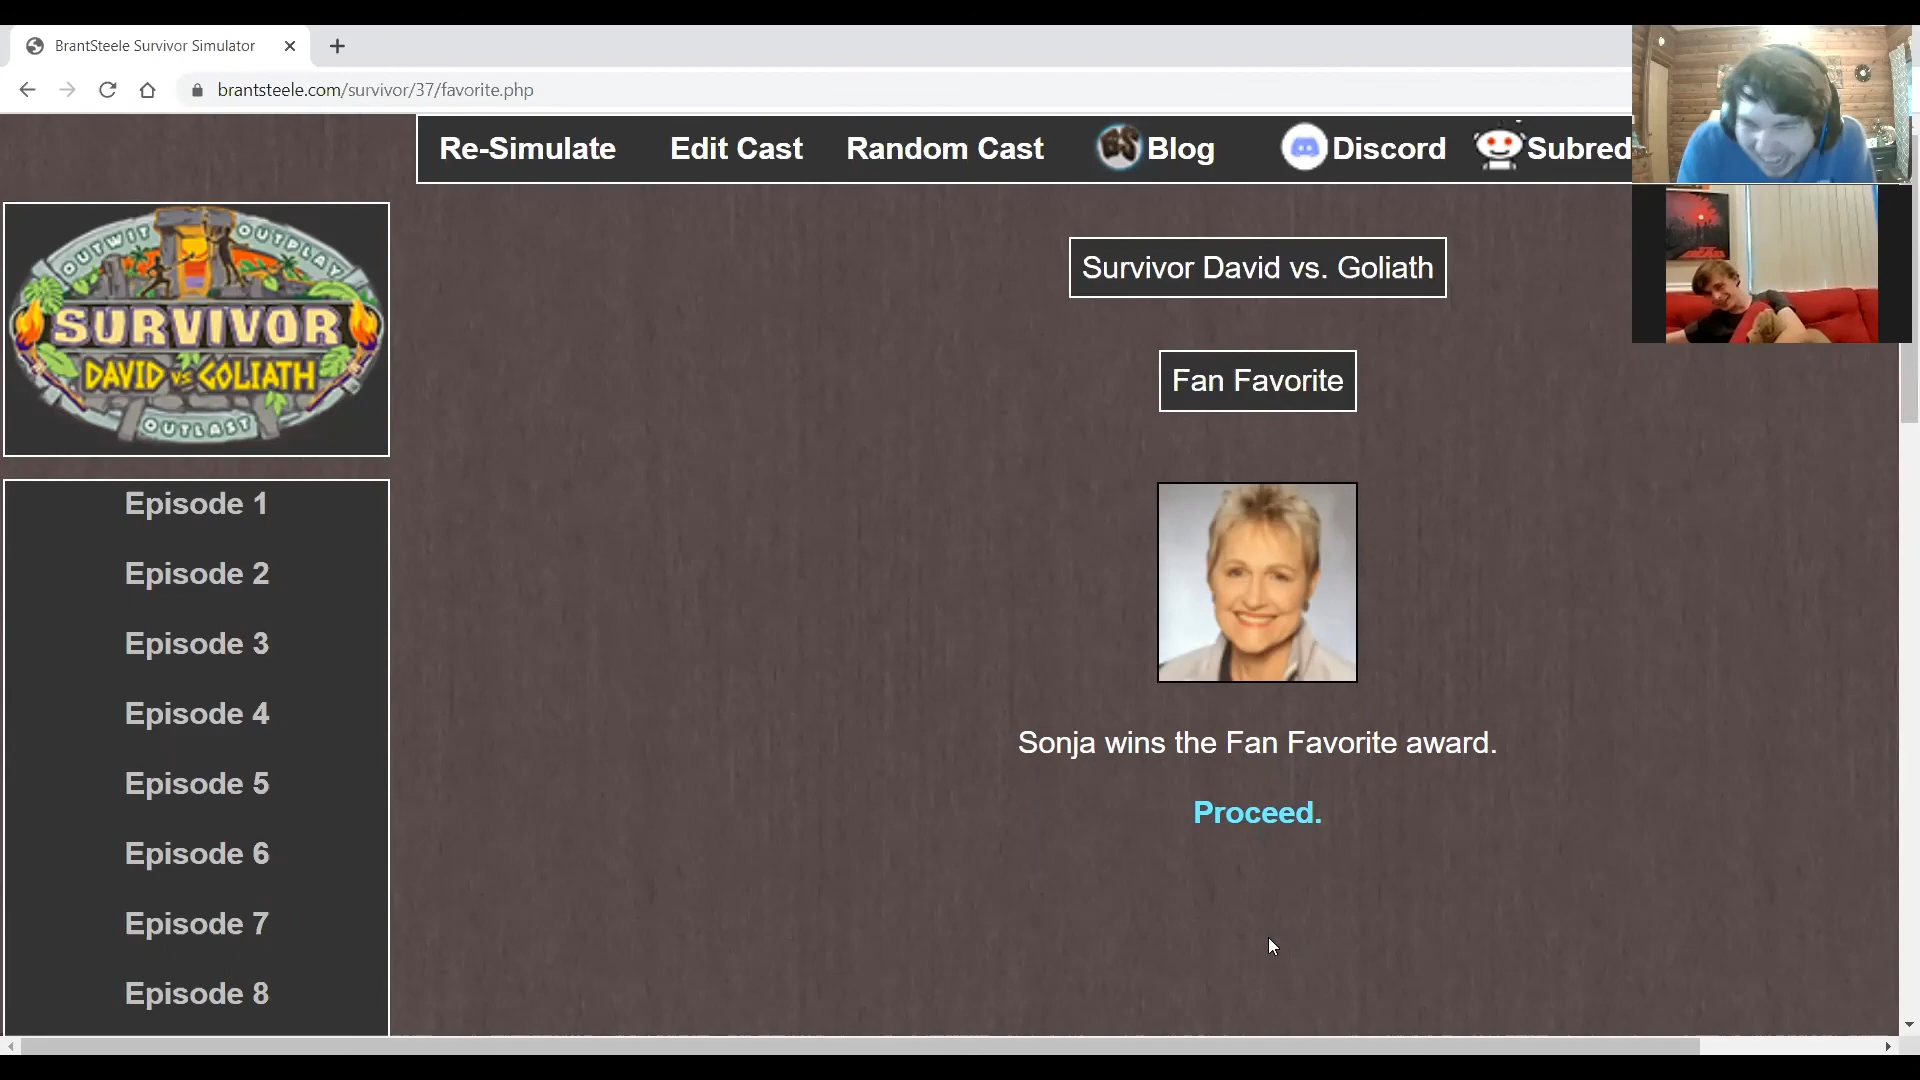 BrantSteele Survivor Simulator
brantsteele.com/survivor/37/favorite.php
Re-Simulate
Edit Cast
Random Cast
BS
Blog
Discord
Subred
OUTWIT
OUTPLAY
SURVIVOR
DAVID vs GOLIATH
OUTLAST
Survivor David vs. Goliath
Fan Favorite
Sonja wins the Fan Favorite award.
Proceed.
Episode 1
Episode 2
Episode 3
Episode 4
Episode 5
Episode 6
Episode 7
Episode 8